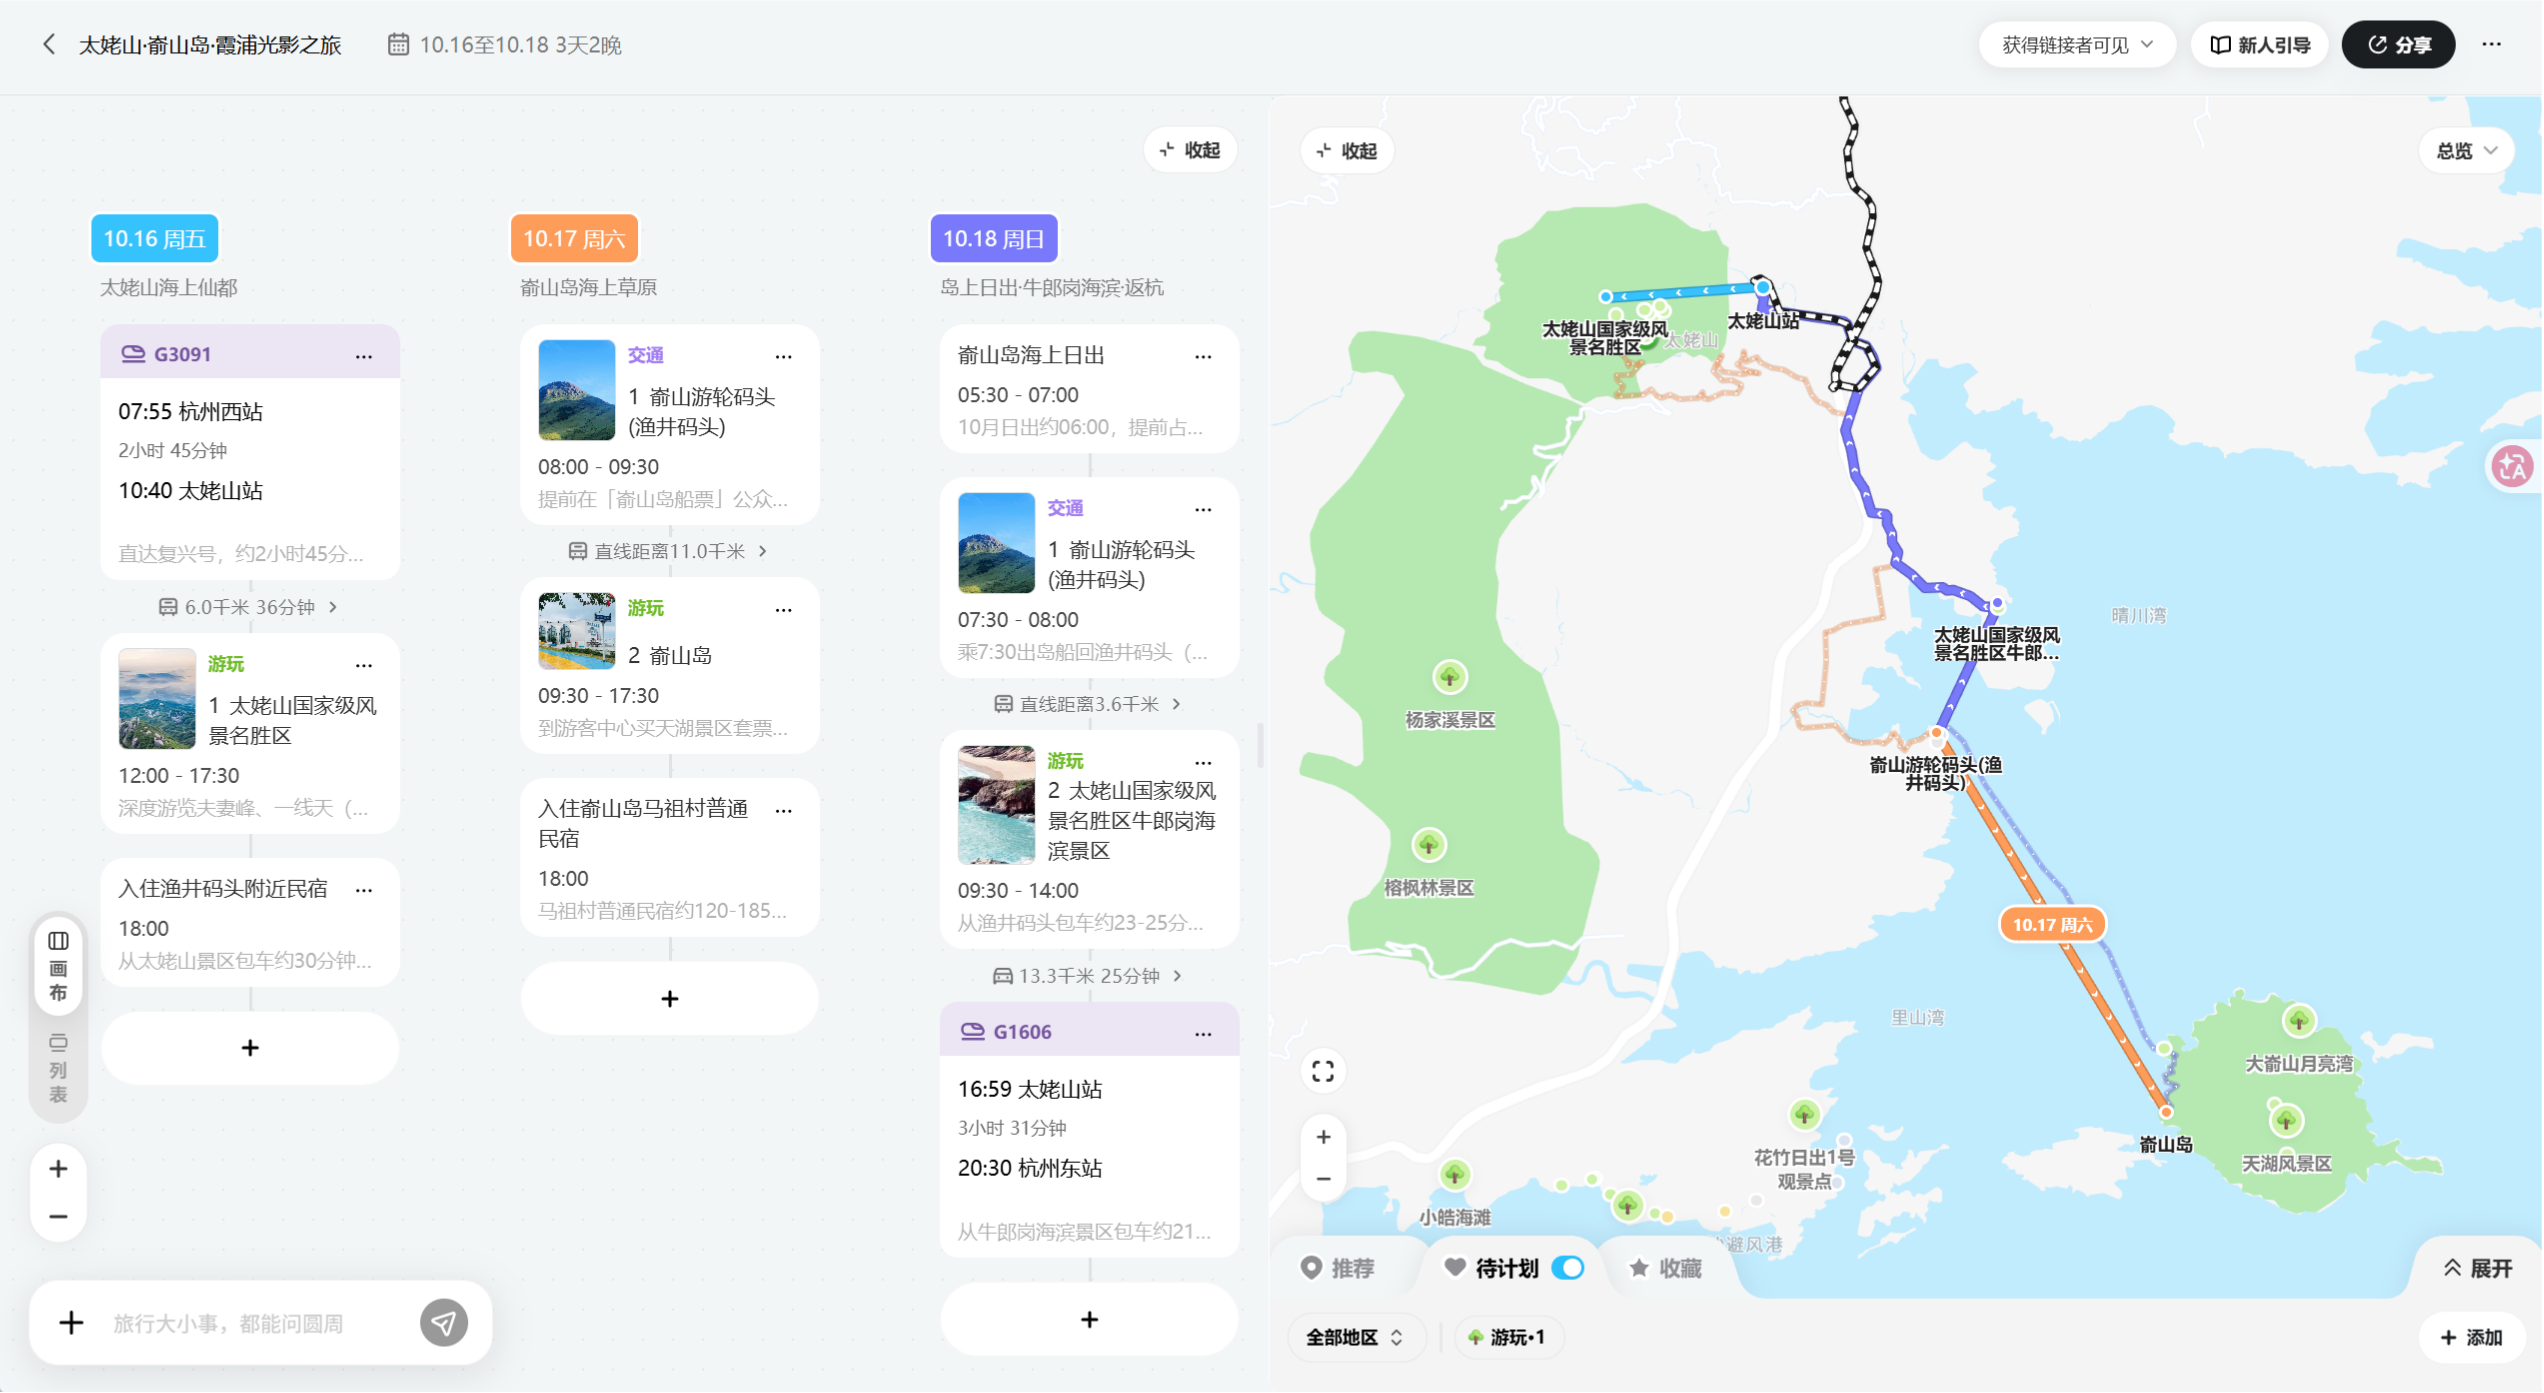 太姥山·嵛山岛·霞浦光影之旅
10.16至10.18 3天2晚
获得链接者可见
新人引导
分享
收起
10.16 周五
太姥山海上仙都
G3091
07:55 杭州西站
2小时 45分钟
10:40 太姥山站
直达复兴号，约2小时45分...
6.0千米 36分钟
游玩
1 太姥山国家级风
景名胜区
12:00 - 17:30
深度游览夫妻峰、一线天（...
入住渔井码头附近民宿
18:00
从太姥山景区包车约30分钟...
10.17 周六
嵛山岛海上草原
交通
1 嵛山游轮码头
(渔井码头)
08:00 - 09:30
提前在「嵛山岛船票」公众...
直线距离11.0千米
游玩
2 嵛山岛
09:30 - 17:30
到游客中心买天湖景区套票...
入住嵛山岛马祖村普通
民宿
18:00
马祖村普通民宿约120-185...
10.18 周日
岛上日出·牛郎岗海滨·返杭
嵛山岛海上日出
05:30 - 07:00
10月日出约06:00，提前占...
交通
1 嵛山游轮码头
(渔井码头)
07:30 - 08:00
乘7:30出岛船回渔井码头（...
直线距离3.6千米
游玩
2 太姥山国家级风
景名胜区牛郎岗海
滨景区
09:30 - 14:00
从渔井码头包车约23-25分...
13.3千米 25分钟
G1606
16:59 太姥山站
3小时 31分钟
20:30 杭州东站
从牛郎岗海滨景区包车约21...
画布
列表
旅行大小事，都能问圆周
收起
总览
太姥山国家级风
景名胜区
太姥山
太姥山站
晴川湾
太姥山国家级风
景名胜区牛郎...
杨家溪景区
嵛山游轮码头(渔
井码头)
榕枫林景区
10.17 周六
里山湾
大嵛山月亮湾
嵛山岛
天湖风景区
花竹日出1号
观景点
小皓海滩
避风港
推荐
待计划
收藏
展开
全部地区
游玩•1
添加